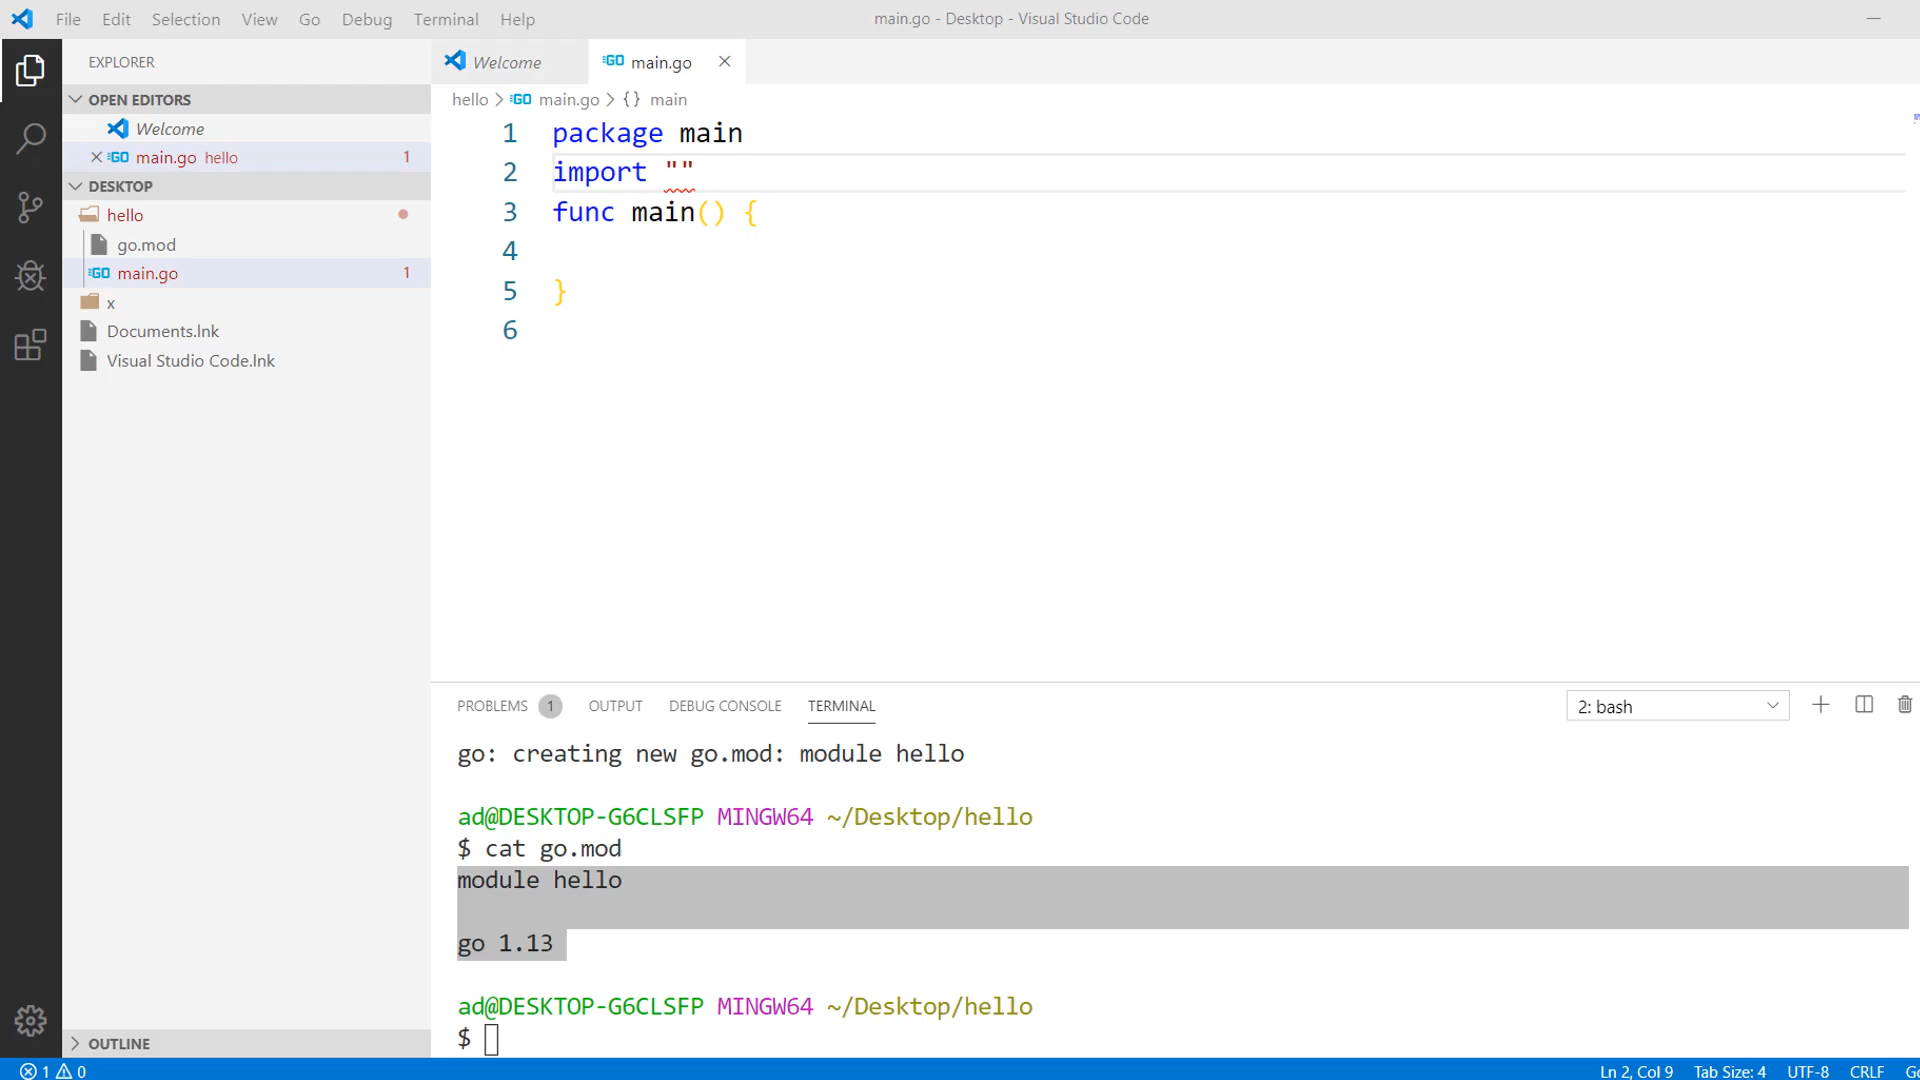 File Edit Selection View Go Debug Terminal Help
main.go - Desktop - Visual Studio Code
EXPLORER
OPEN EDITORS
Welcome
main.go hello 1
DESKTOP
hello
go.mod
main.go 1
x
Documents.lnk
Visual Studio Code.lnk
OUTLINE
Welcome
GO main.go
hello > GO main.go > {} main
1 package main
2 import ""
3 func main() {
4
5 }
6
PROBLEMS 1 OUTPUT DEBUG CONSOLE TERMINAL 2: bash
go: creating new go.mod: module hello
ad@DESKTOP-G6CLSFP MINGW64 ~/Desktop/hello
$ cat go.mod
module hello
go 1.13
ad@DESKTOP-G6CLSFP MINGW64 ~/Desktop/hello
$
1 0 Ln 2, Col 9 Tab Size: 4 UTF-8 CRLF